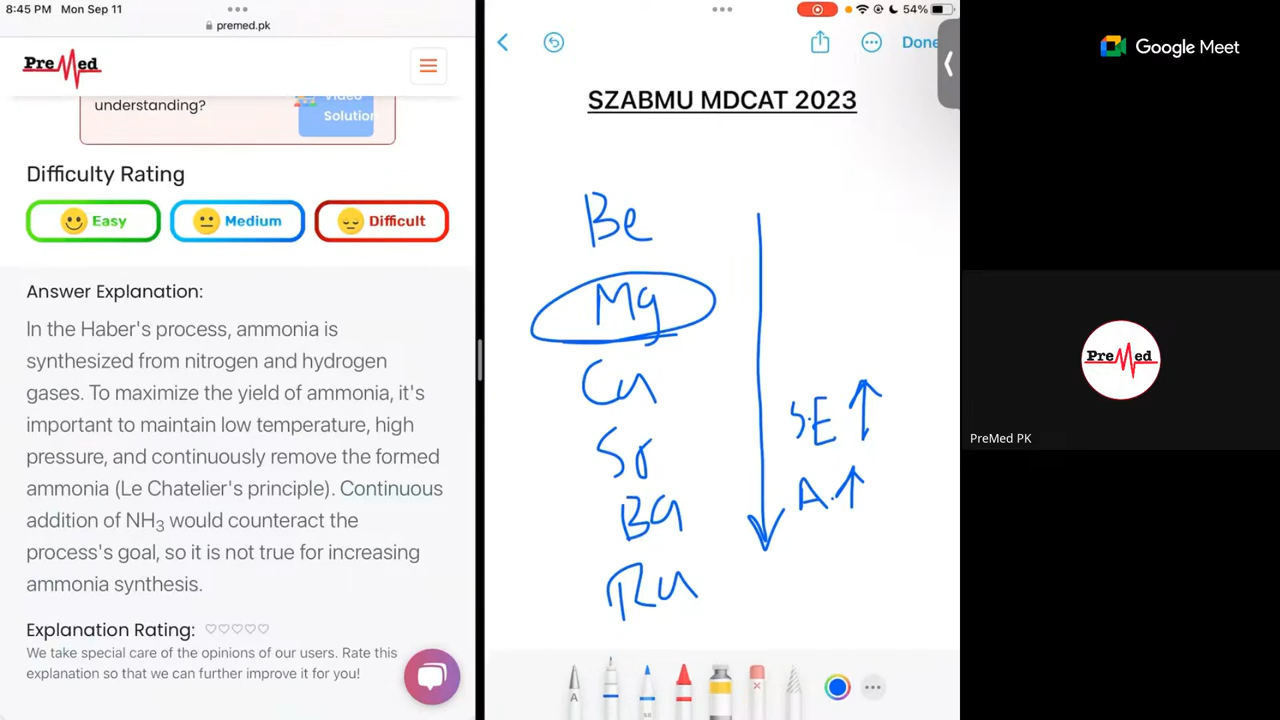 8:45 PM Mon Sep 11
premed.pk
54%
PreMed
understanding?
Video
Solution
Difficulty Rating
Easy
Medium
Difficult
Answer Explanation:
In the Haber's process, ammonia is
synthesized from nitrogen and hydrogen
gases. To maximize the yield of ammonia, it's
important to maintain low temperature, high
pressure, and continuously remove the formed
ammonia (Le Chatelier's principle). Continuous
addition of NH3 would counteract the
process's goal, so it is not true for increasing
ammonia synthesis.
Explanation Rating:
We take special care of the opinions of our users. Rate this
explanation so that we can further improve it for you!
Done
SZABMU MDCAT 2023
Be
Mg
Ca
Sr
Ba
Ra
S.E ↑
A.↑
A
Google Meet
PreMed
PreMed PK